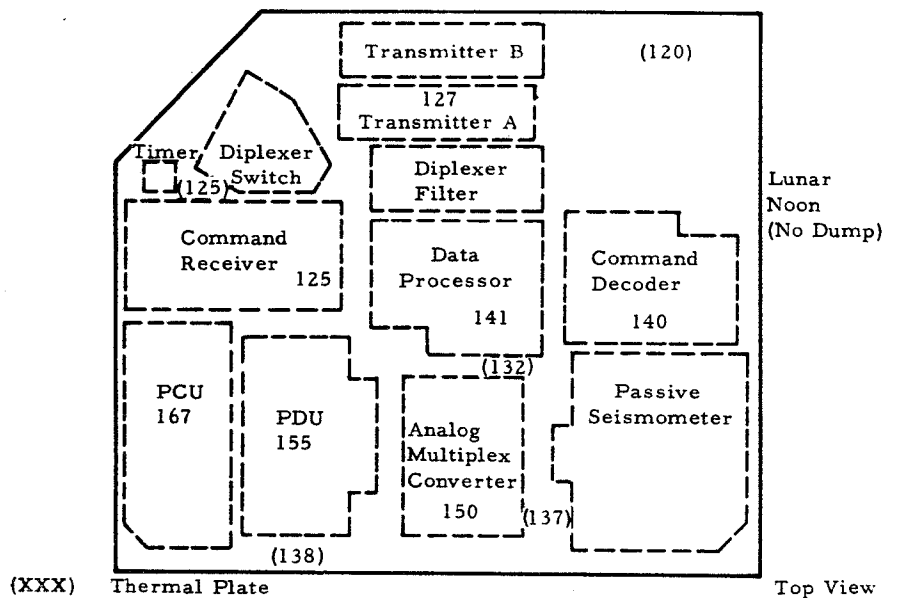 Transmitter B
(120)
127
Transmitter A
Timer
Diplexer
Switch
(125)
Diplexer
Filter
Lunar
Noon
(No Dump)
Command
Receiver
125
Data
Processor
141
Command
Decoder
140
(132)
PCU
167
PDU
155
Analog
Multiplex
Converter
150
Passive
Seismometer
(137)
(138)
(XXX) Thermal Plate
Top View